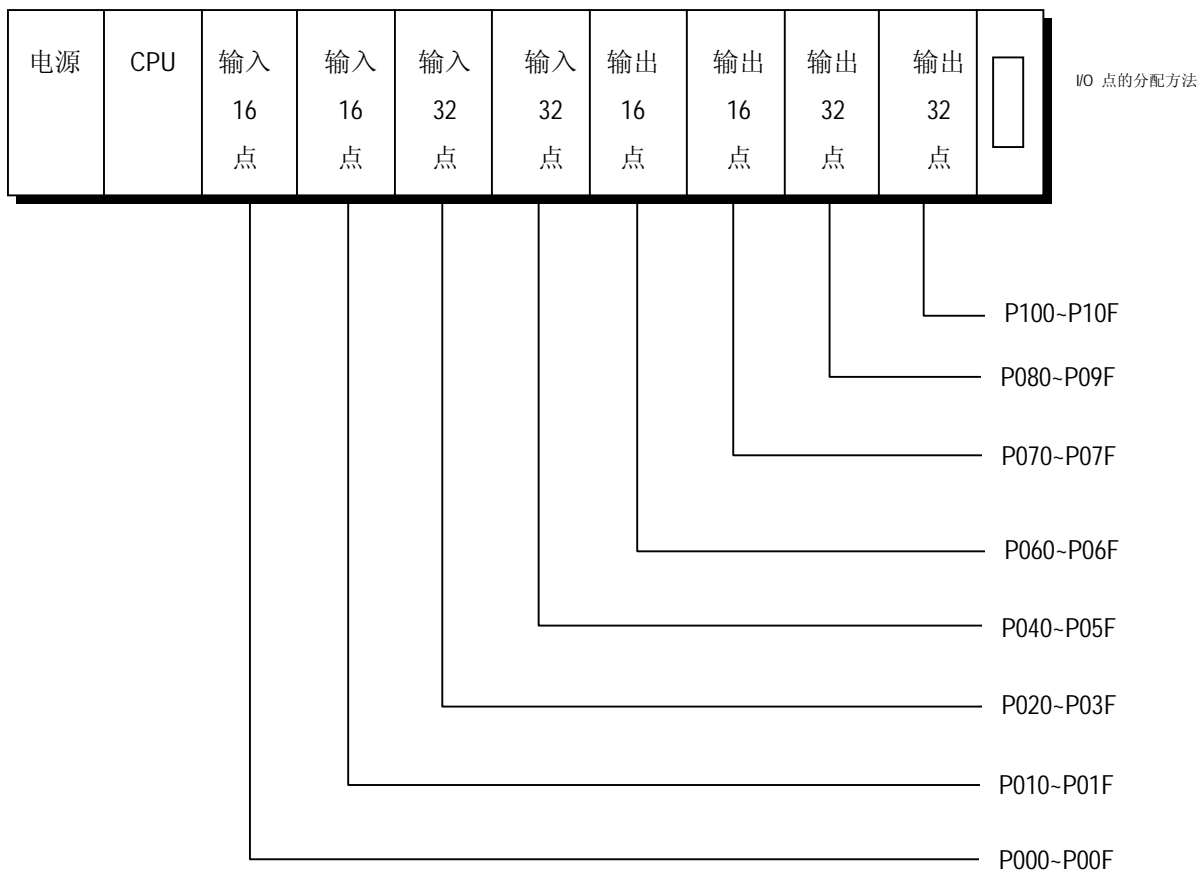 电源
CPU
输入
16
点
输入
16
点
输入
32
点
输入
32
点
输出
16
点
输出
16
点
输出
32
点
输出
32
点
I/O 点的分配方法
P100~P10F
P080~P09F
P070~P07F
P060~P06F
P040~P05F
P020~P03F
P010~P01F
P000~P00F